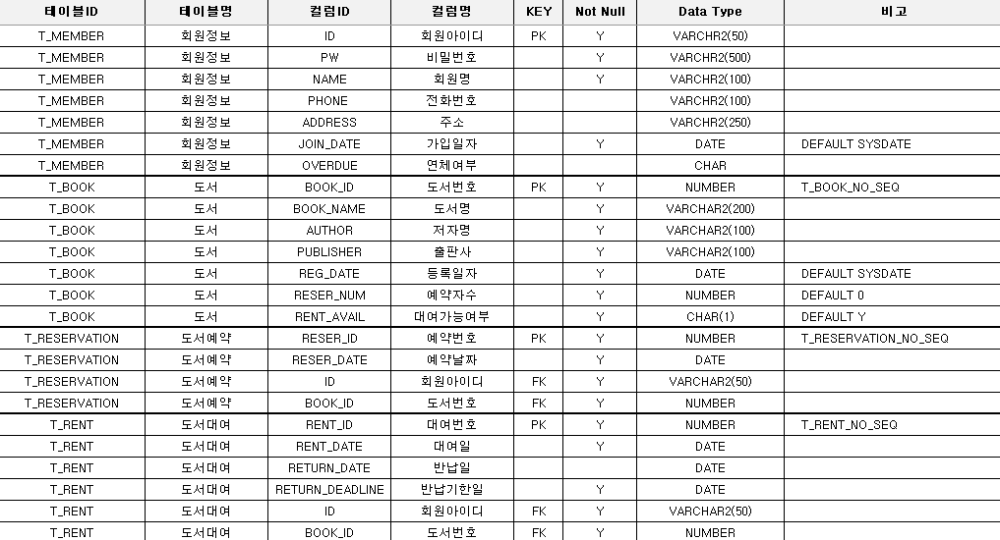 테이블ID 테이블명 컬럼ID 컬럼명 KEY Not Null Data Type 비고
T_MEMBER 회원정보 ID 회원아이디 PK Y VARCHR2(50)
T_MEMBER 회원정보 PW 비밀번호 Y VARCHR2(500)
T_MEMBER 회원정보 NAME 회원명 Y VARCHR2(100)
T_MEMBER 회원정보 PHONE 전화번호 VARCHR2(100)
T_MEMBER 회원정보 ADDRESS 주소 VARCHR2(250)
T_MEMBER 회원정보 JOIN_DATE 가입일자 Y DATE DEFAULT SYSDATE
T_MEMBER 회원정보 OVERDUE 연체여부 CHAR
T_BOOK 도서 BOOK_ID 도서번호 PK Y NUMBER T_BOOK_NO_SEQ
T_BOOK 도서 BOOK_NAME 도서명 Y VARCHAR2(200)
T_BOOK 도서 AUTHOR 저자명 Y VARCHAR2(100)
T_BOOK 도서 PUBLISHER 출판사 Y VARCHAR2(100)
T_BOOK 도서 REG_DATE 등록일자 Y DATE DEFAULT SYSDATE
T_BOOK 도서 RESER_NUM 예약자수 Y NUMBER DEFAULT 0
T_BOOK 도서 RENT_AVAIL 대여가능여부 Y CHAR(1) DEFAULT Y
T_RESERVATION 도서예약 RESER_ID 예약번호 PK Y NUMBER T_RESERVATION_NO_SEQ
T_RESERVATION 도서예약 RESER_DATE 예약날짜 Y DATE
T_RESERVATION 도서예약 ID 회원아이디 FK Y VARCHAR2(50)
T_RESERVATION 도서예약 BOOK_ID 도서번호 FK Y NUMBER
T_RENT 도서대여 RENT_ID 대여번호 PK Y NUMBER T_RENT_NO_SEQ
T_RENT 도서대여 RENT_DATE 대여일 Y DATE
T_RENT 도서대여 RETURN_DATE 반납일 DATE
T_RENT 도서대여 RETURN_DEADLINE 반납기한일 Y DATE
T_RENT 도서대여 ID 회원아이디 FK Y VARCHAR2(50)
T_RENT 도서대여 BOOK_ID 도서번호 FK Y NUMBER